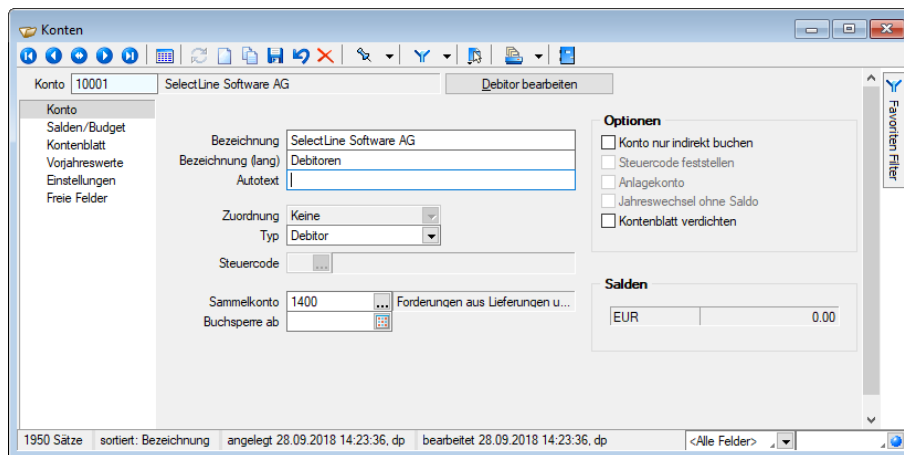 Konten
Konto 10001 SelectLine Software AG Debitor bearbeiten
Konto
Salden/Budget
Kontenblatt
Vorjahreswerte
Einstellungen
Freie Felder
Bezeichnung SelectLine Software AG
Bezeichnung (lang) Debitoren
Autotext
Zuordnung Keine
Typ Debitor
Steuercode ...
Sammelkonto 1400 ... Forderungen aus Lieferungen u...
Buchsperre ab
Optionen
Konto nur indirekt buchen
Steuercode feststellen
Anlagekonto
Jahreswechsel ohne Saldo
Kontenblatt verdichten
Salden
EUR 0.00
Favoriten Filter
1950 Sätze sortiert: Bezeichnung angelegt 28.09.2018 14:23:36, dp bearbeitet 28.09.2018 14:23:36, dp <Alle Felder>